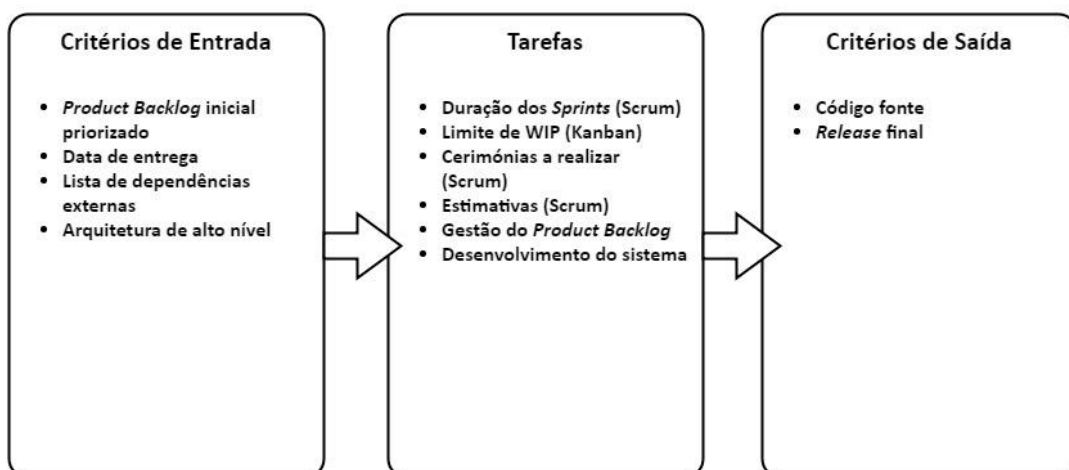 Critérios de Entrada
• Product Backlog inicial
priorizado
• Data de entrega
• Lista de dependências
externas
• Arquitetura de alto nível
Tarefas
• Duração dos Sprints (Scrum)
• Limite de WIP (Kanban)
• Cerimónias a realizar
(Scrum)
• Estimativas (Scrum)
• Gestão do Product Backlog
• Desenvolvimento do sistema
Critérios de Saída
• Código fonte
• Release final